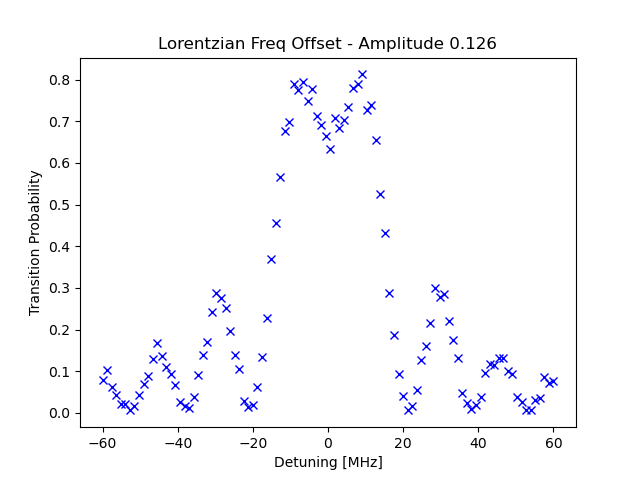 Lorentzian Freq Offset - Amplitude 0.126
0.8
0.7
0.6
0.5
0.4
0.3
0.2
0.1
0.0
Transition Probability
−60 −40 −20 0 20 40 60
Detuning [MHz]